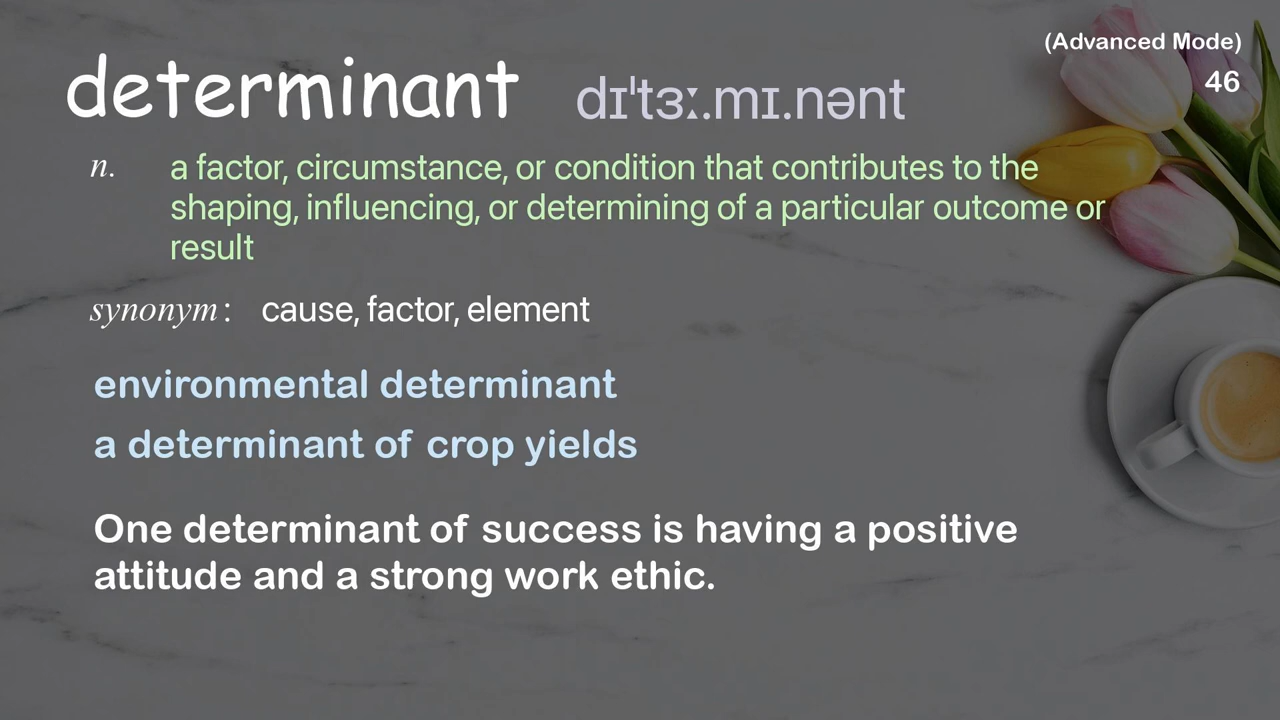 (Advanced Mode)
46
determinant dɪˈtɜː.mɪ.nənt
n. a factor, circumstance, or condition that contributes to the
shaping, influencing, or determining of a particular outcome or
result
synonym: cause, factor, element
environmental determinant
a determinant of crop yields
One determinant of success is having a positive
attitude and a strong work ethic.